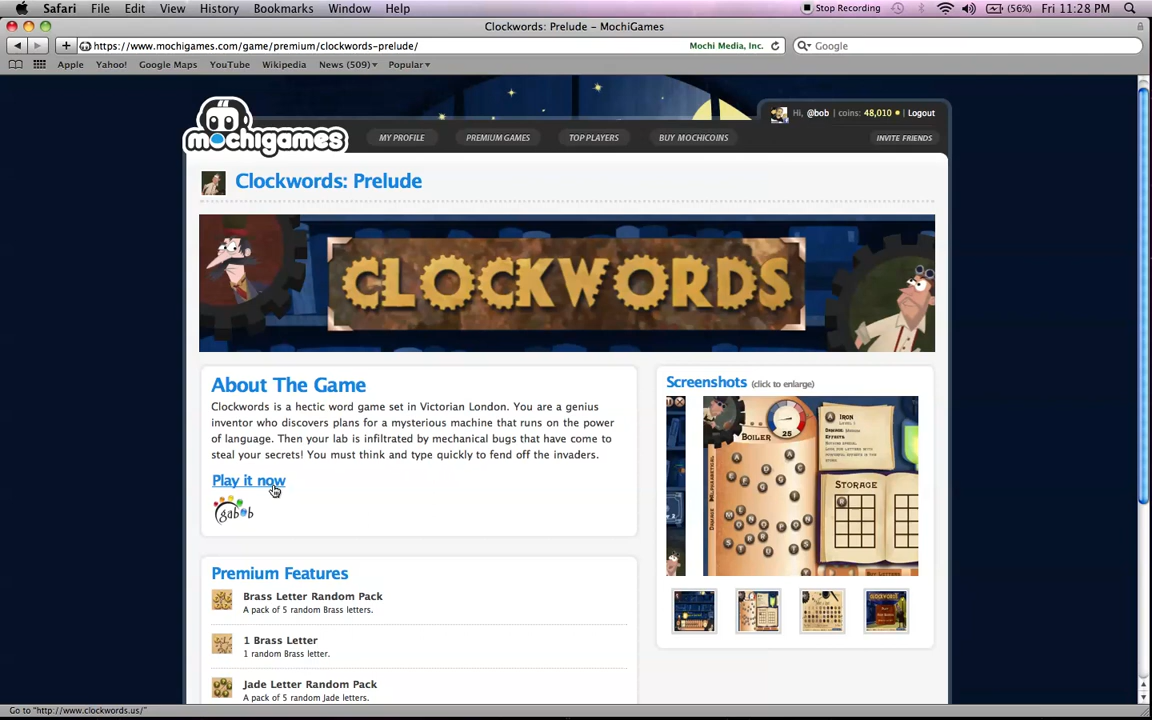 Safari File Edit View History Bookmarks Window Help Stop Recording (56%) Fri 11:28 PM
Clockwords: Prelude – MochiGames
https://www.mochigames.com/game/premium/clockwords-prelude/ Mochi Media, Inc. Google
Apple Yahoo! Google Maps YouTube Wikipedia News (509) Popular
Hi, @bob | coins: 48,010 | Logout
mochigames MY PROFILE PREMIUM GAMES TOP PLAYERS BUY MOCHICOINS INVITE FRIENDS
Clockwords: Prelude
CLOCKWORDS
About The Game
Clockwords is a hectic word game set in Victorian London. You are a genius
inventor who discovers plans for a mysterious machine that runs on the power
of language. Then your lab is infiltrated by mechanical bugs that have come to
steal your secrets! You must think and type quickly to fend off the invaders.
Play it now
gabob
Screenshots (click to enlarge)
BOILER
25
A IRON
STORAGE
Premium Features
Brass Letter Random Pack
A pack of 5 random Brass letters.
1 Brass Letter
1 random Brass letter.
Jade Letter Random Pack
A pack of 5 random Jade letters.
Go to "http://www.clockwords.us/"